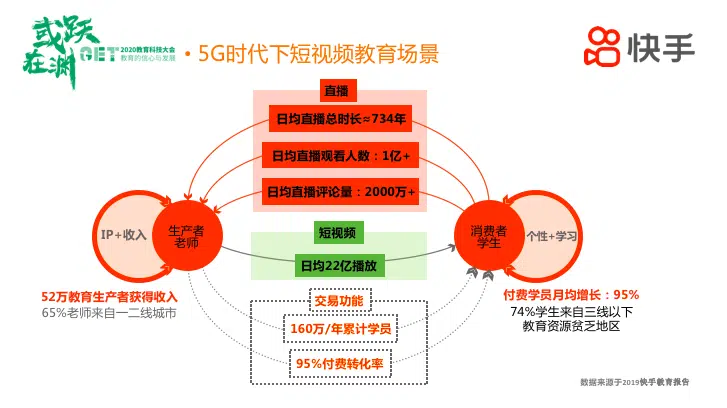 或跃
在渊
GET
2020教育科技大会
教育的信心与发展
•5G时代下短视频教育场景
快手
直播
日均直播总时长≈734年
日均直播观看人数：1亿+
日均直播评论量：2000万+
IP+收入
生产者
老师
短视频
日均22亿播放
消费者
学生
个性+学习
52万教育生产者获得收入
65%老师来自一二线城市
交易功能
160万/年累计学员
95%付费转化率
付费学员月均增长：95%
74%学生来自三线以下
教育资源贫乏地区
数据来源于2019快手教育报告